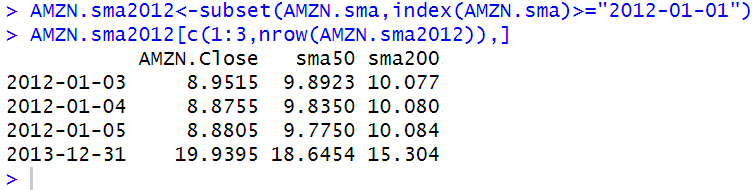 > AMZN.sma2012<-subset(AMZN.sma,index(AMZN.sma)>="2012-01-01")
> AMZN.sma2012[c(1:3,nrow(AMZN.sma2012)),]
           AMZN.Close   sma50 sma200
2012-01-03     8.9515  9.8923 10.077
2012-01-04     8.8755  9.8350 10.080
2012-01-05     8.8805  9.7750 10.084
2013-12-31    19.9395 18.6454 15.304
>